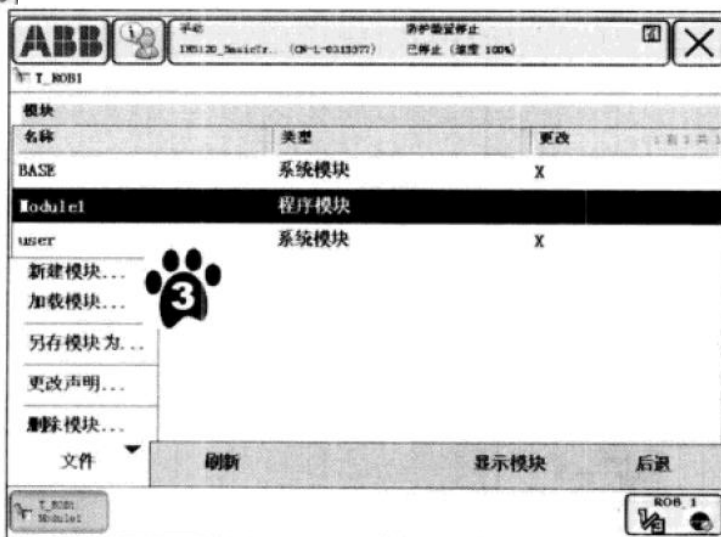 ABB
手动
防护装置停止
已停止 (速度 100%)
T_ROB1
模块
名称 类型 更改
BASE 系统模块 X
Module1 程序模块
user 系统模块 X
新建模块...
加载模块...
3
另存模块为...
更改声明...
删除模块...
文件 刷新 显示模块 后退
T_ROB1
Module1
ROB_1